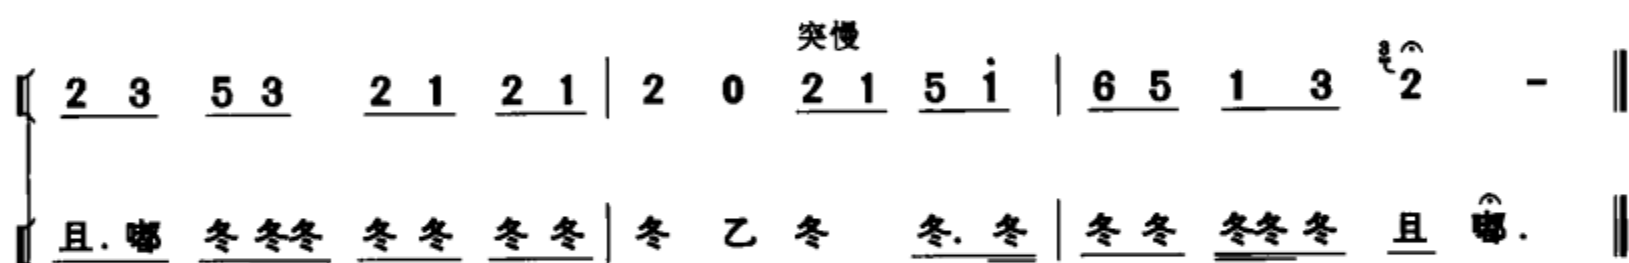 突慢
2 3 5 3 2 1 2 1 | 2 0 2 1 5 i̇ | 6 5 1 3 3 2 -
且. 嘟 冬 冬冬 冬 冬 冬 冬 | 冬 乙 冬 冬. 冬 | 冬 冬 冬冬 冬 且 嘟.